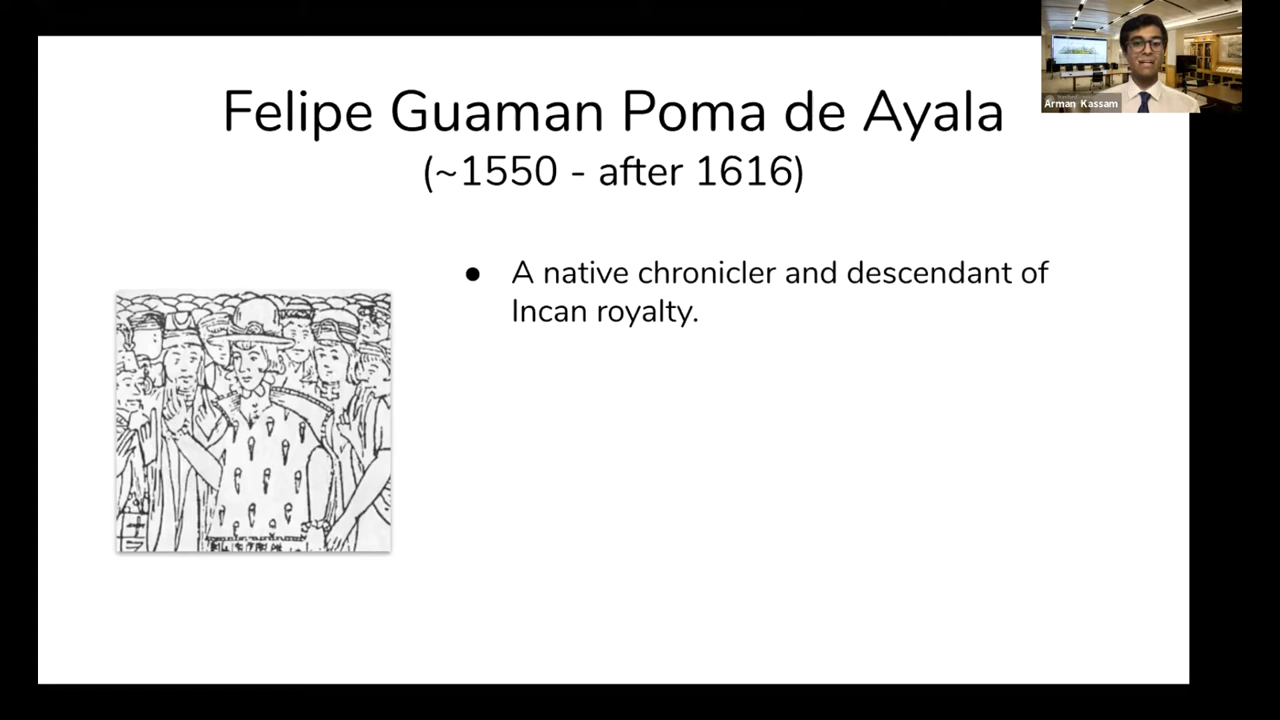 Felipe Guaman Poma de Ayala
(~1550 - after 1616)
Arman Kassam
● A native chronicler and descendant of
Incan royalty.